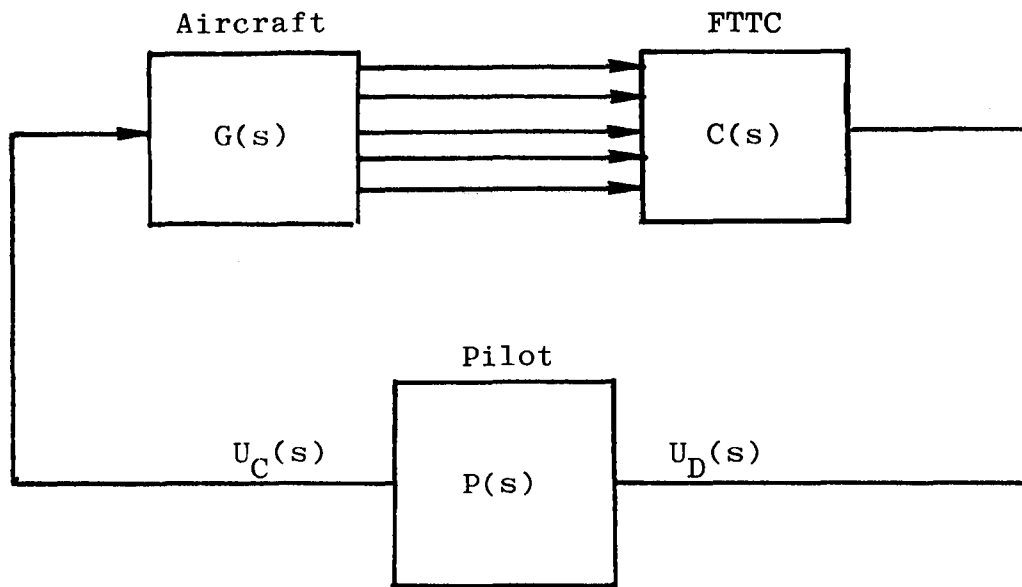 Aircraft
FTTC
G(s)
C(s)
Pilot
U_C(s)
U_D(s)
P(s)